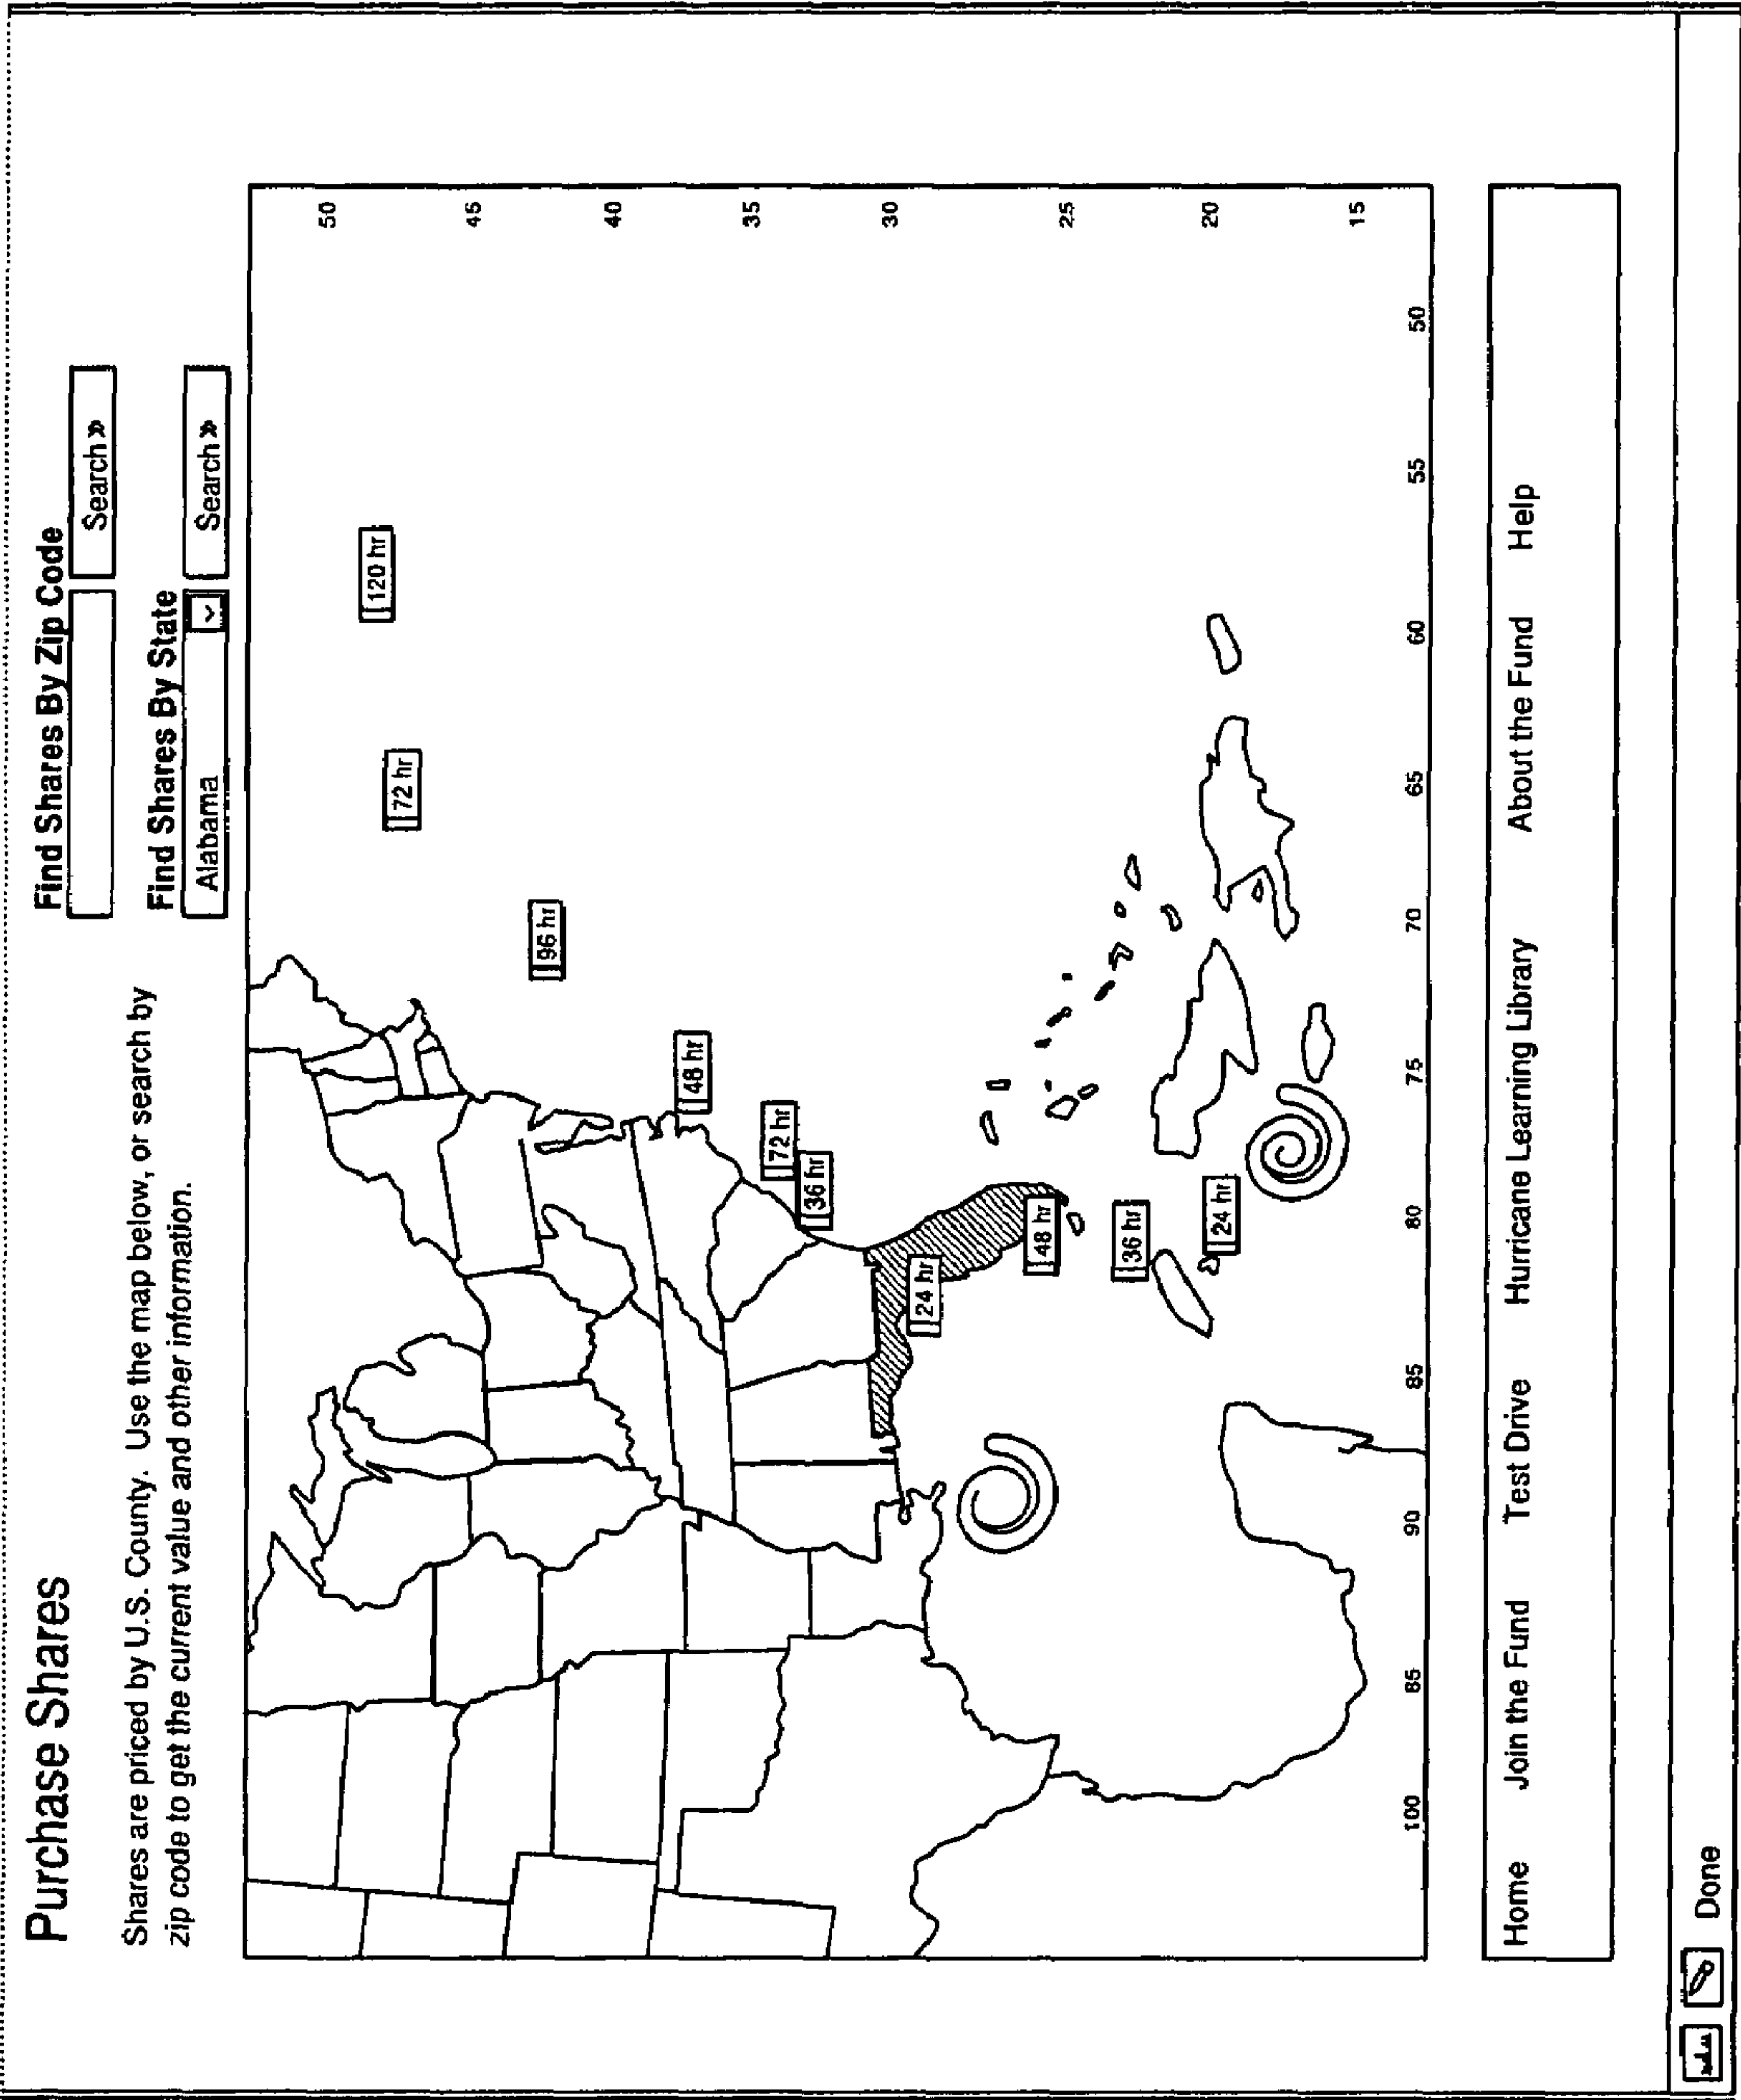 Purchase Shares
Shares are priced by U.S. County. Use the map below, or search by
zip code to get the current value and other information.
Find Shares By Zip Code
Search »
Find Shares By State
Alabama
Search »
120 hr
72 hr
96 hr
48 hr
72 hr
36 hr
24 hr
48 hr
36 hr
24 hr
50
45
40
35
30
25
20
15
100
85
90
85
80
75
70
65
60
55
50
Home Join the Fund Test Drive Hurricane Learning Library About the Fund Help
Done